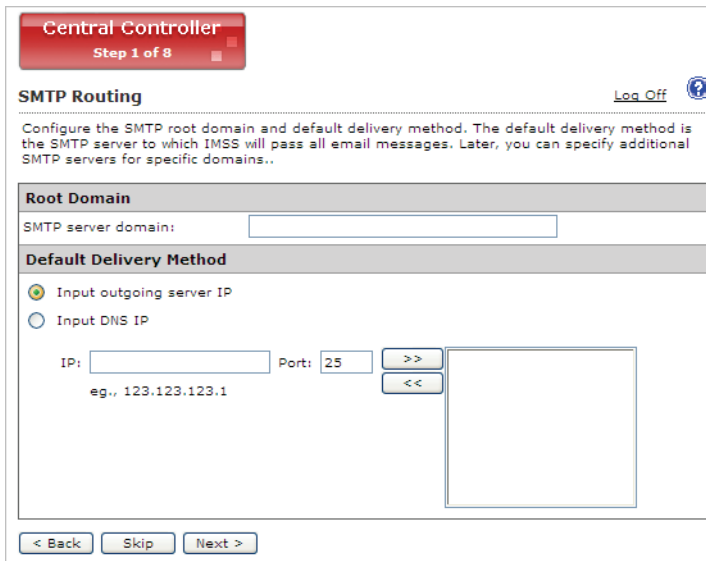 Central Controller
Step 1 of 8
SMTP Routing
Log Off
?
Configure the SMTP root domain and default delivery method. The default delivery method is
the SMTP server to which IMSS will pass all email messages. Later, you can specify additional
SMTP servers for specific domains..
Root Domain
SMTP server domain:
Default Delivery Method
Input outgoing server IP
Input DNS IP
IP: Port: 25 >>
<<
eg., 123.123.123.1
< Back Skip Next >